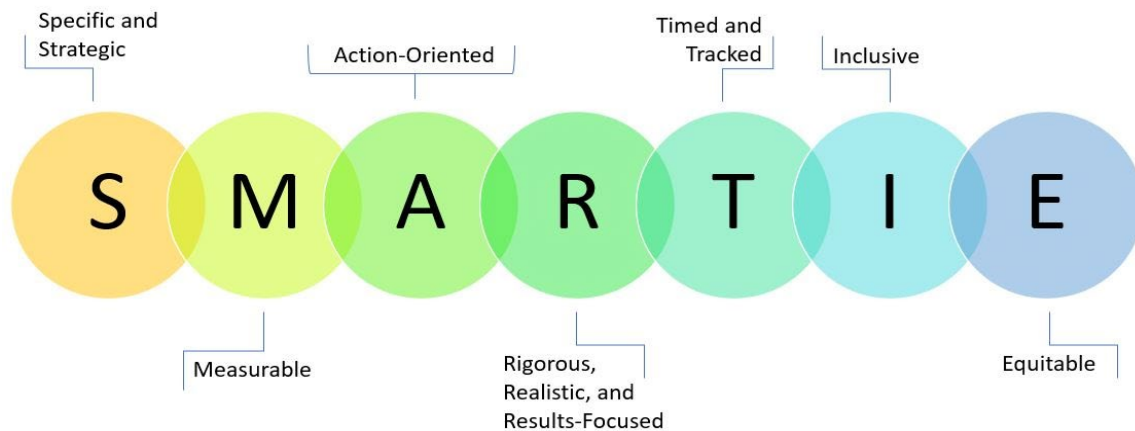 Specific and
Strategic
Action-Oriented
Timed and
Tracked
Inclusive
S M A R T I E
Measurable
Rigorous,
Realistic, and
Results-Focused
Equitable